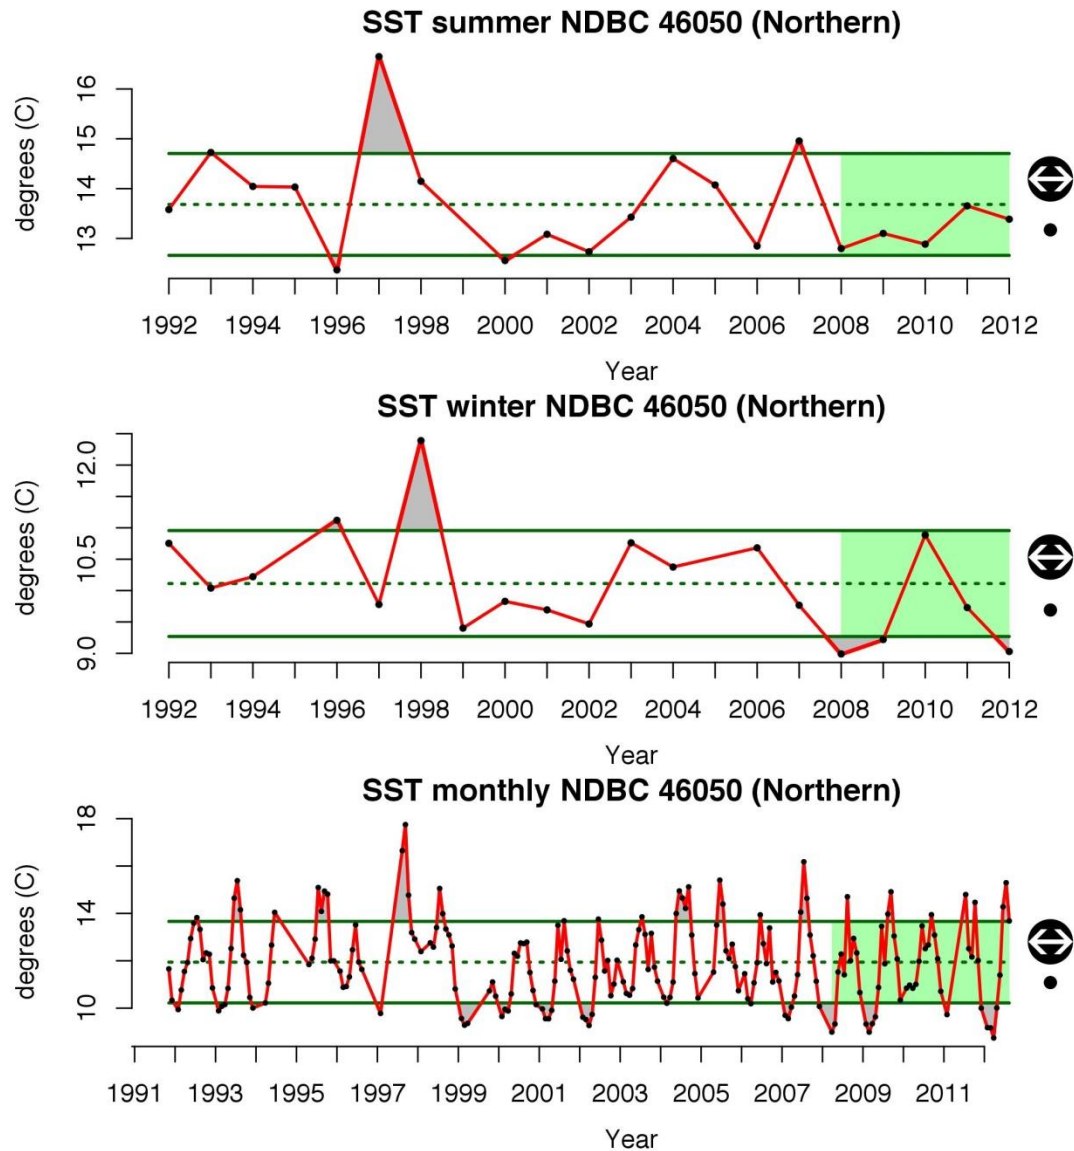 SST summer NDBC 46050 (Northern)
degrees (C)
16
15
14
13
1992 1994 1996 1998 2000 2002 2004 2006 2008 2010 2012
Year
SST winter NDBC 46050 (Northern)
degrees (C)
12.0
10.5
9.0
1992 1994 1996 1998 2000 2002 2004 2006 2008 2010 2012
Year
SST monthly NDBC 46050 (Northern)
degrees (C)
18
14
10
1991 1993 1995 1997 1999 2001 2003 2005 2007 2009 2011
Year